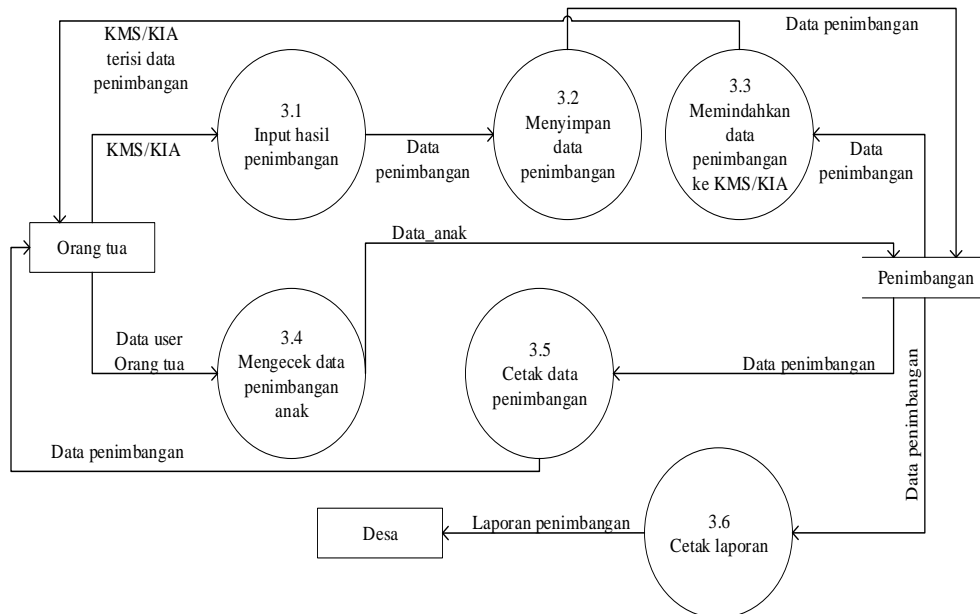 KMS/KIA
terisi data
penimbangan
Data penimbangan
3.1
Input hasil
penimbangan
3.2
Menyimpan
data
penimbangan
3.3
Memindahkan
data
penimbangan
ke KMS/KIA
KMS/KIA
Data
penimbangan
Data
penimbangan
Orang tua
Data_anak
Penimbangan
Data user
Orang tua
3.4
Mengecek data
penimbangan
anak
3.5
Cetak data
penimbangan
Data penimbangan
Data penimbangan
Data penimbangan
Desa
Laporan penimbangan
3.6
Cetak laporan